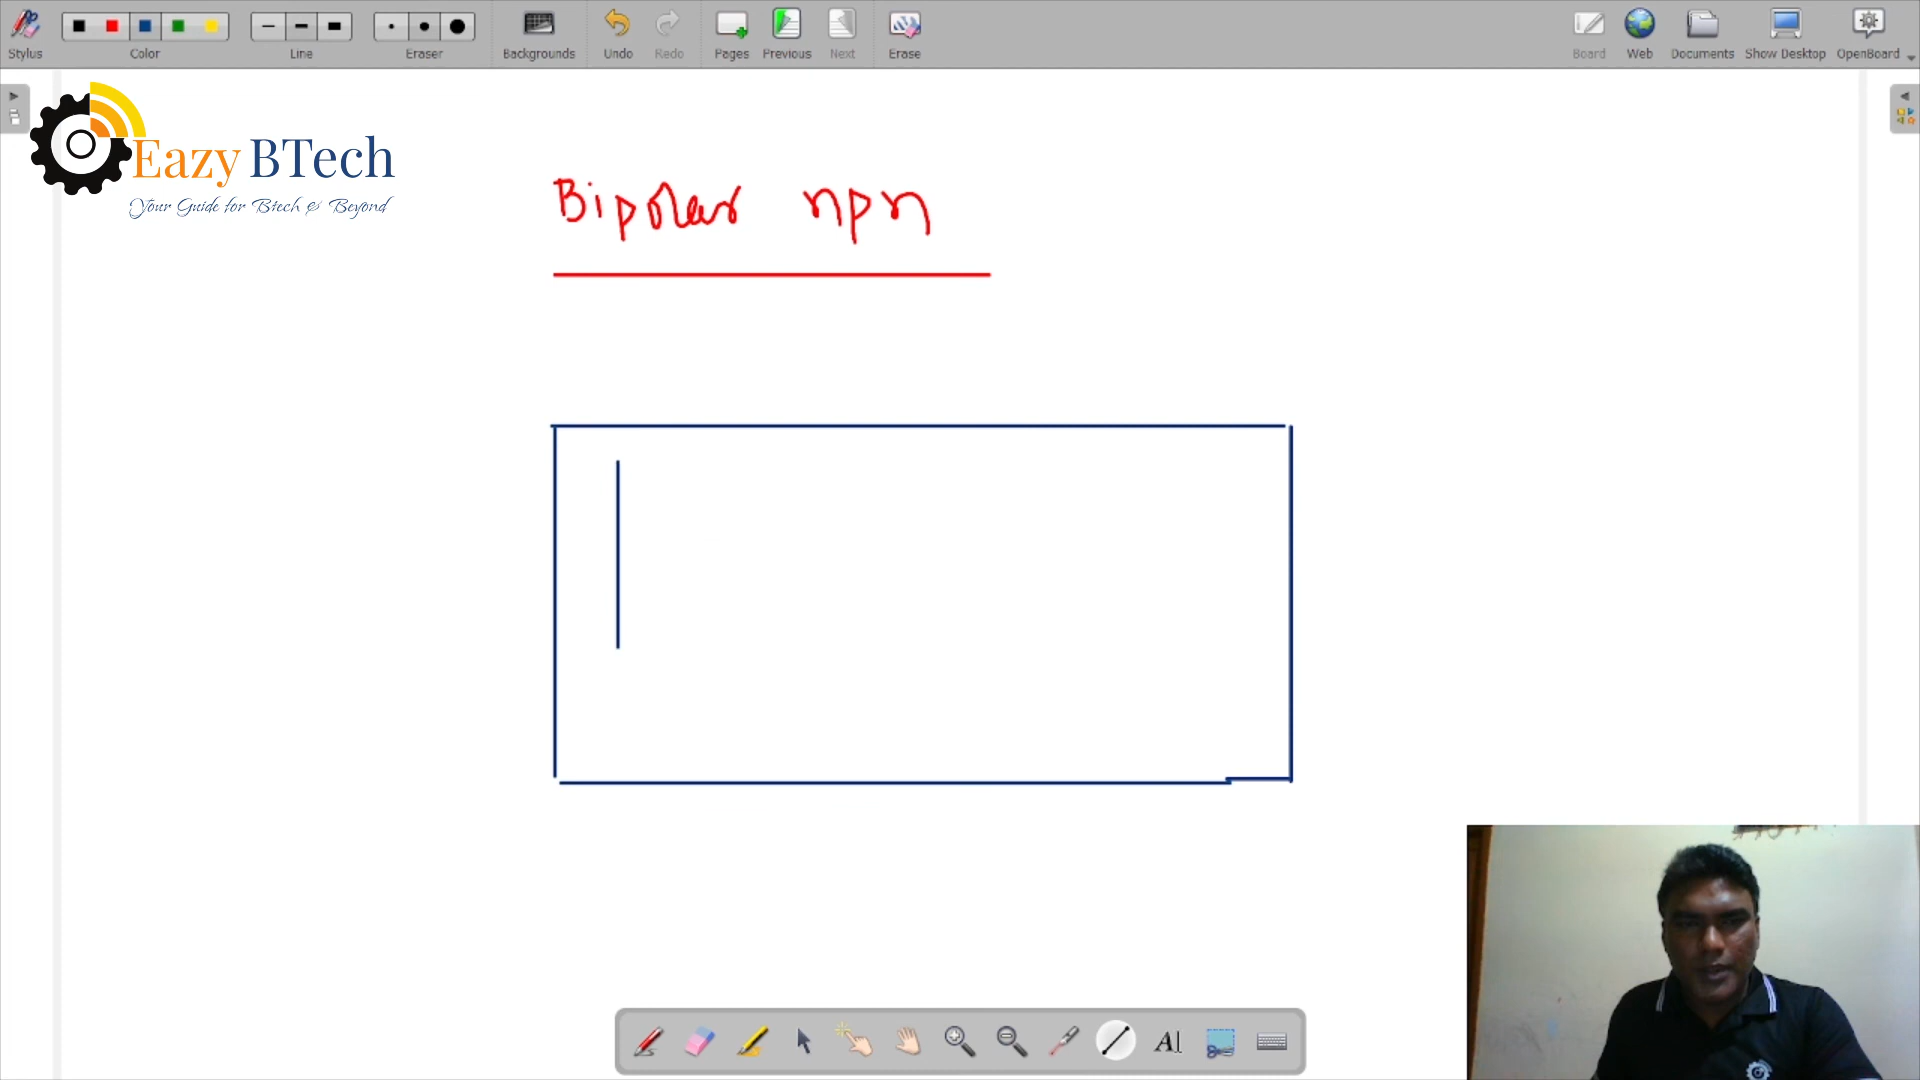 Stylus Color Line Eraser Backgrounds Undo Redo Pages Previous Next Erase Board Web Documents Show Desktop OpenBoard
Eazy BTech
Your Guide for Btech & Beyond
Bipolar npn
AI